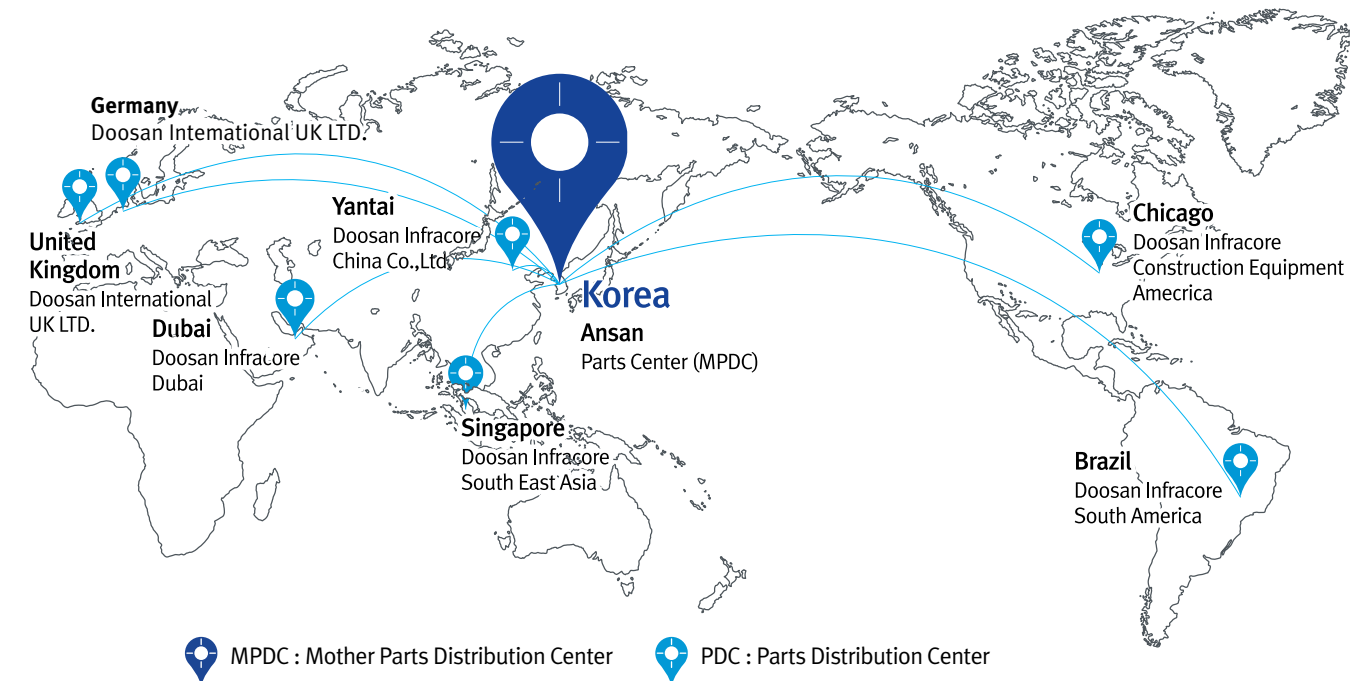 Germany
Doosan International UK LTD.
United
Kingdom
Doosan International
UK LTD.
Dubai
Doosan Infracore
Dubai
Yantai
Doosan Infracore
China Co.,Ltd.
Korea
Ansan
Parts Center (MPDC)
Singapore
Doosan Infracore
South East Asia
Chicago
Doosan Infracore
Construction Equipment
Amecrica
Brazil
Doosan Infracore
South America
MPDC : Mother Parts Distribution Center
PDC : Parts Distribution Center